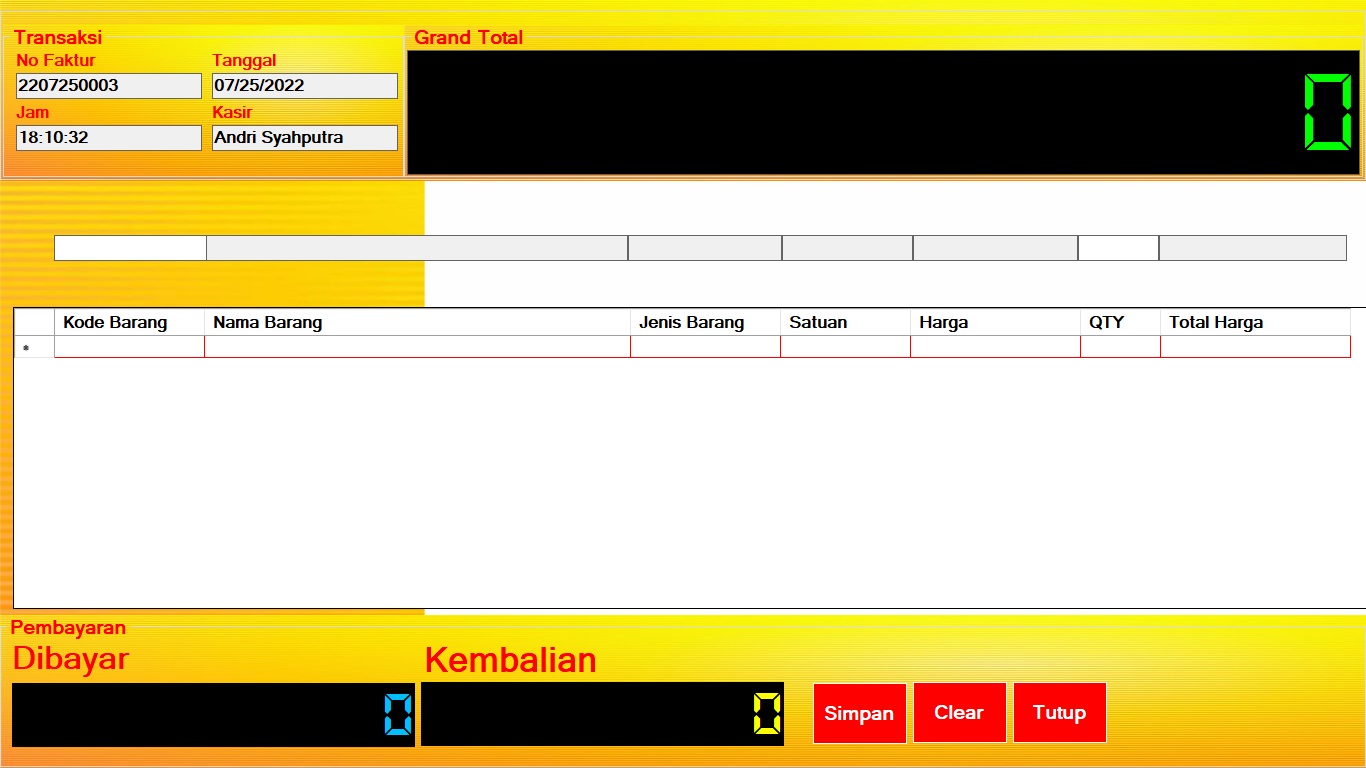 Transaksi
Grand Total
No Faktur
Tanggal
2207250003
07/25/2022
Jam
Kasir
18:10:32
Andri Syahputra
0
Kode Barang Nama Barang Jenis Barang Satuan Harga QTY Total Harga
*
Pembayaran
Dibayar
Kembalian
0
0
Simpan
Clear
Tutup